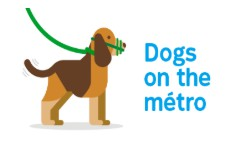 Dogs
on the
métro